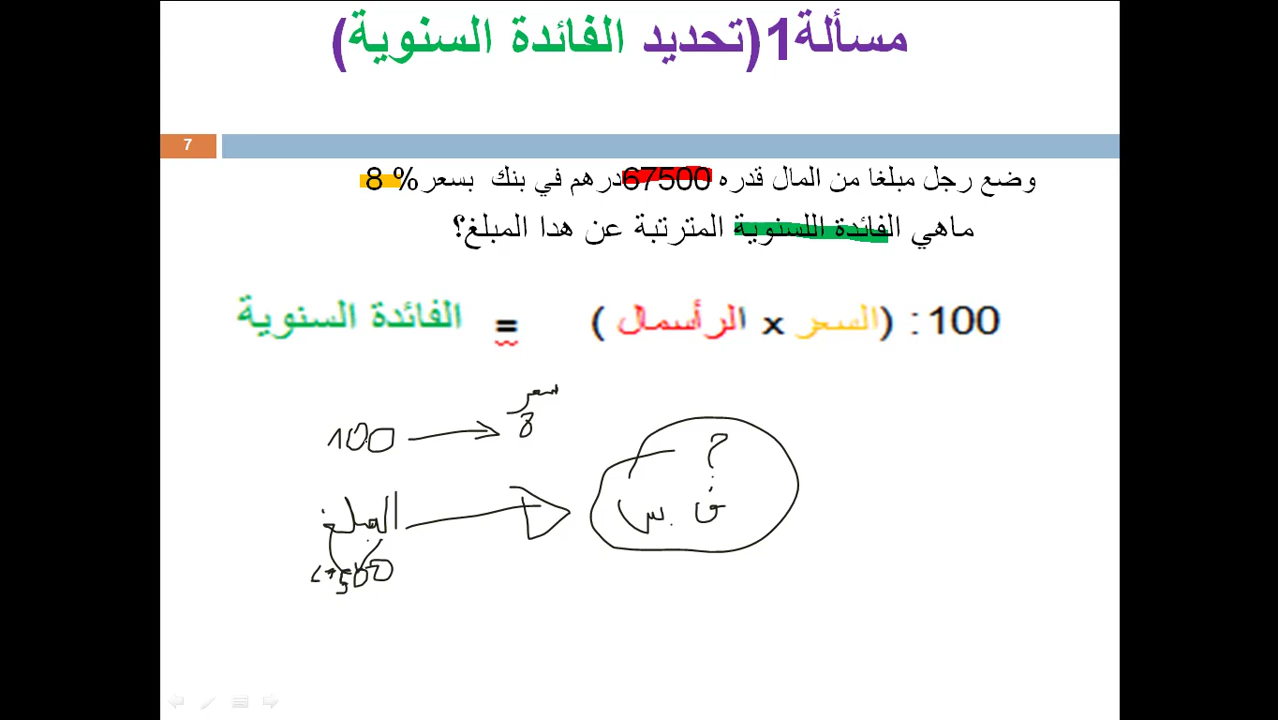 مسألة1(تحديد الفائدة السنوية)
7
وضع رجل مبلغا من المال قدره 67500درهم في بنك بسعر% 8
ماهي الفائدة اللسنوية المترتبة عن هدا المبلغ؟
الفائدة السنوية = ( الرأسمال x السعر) : 100
سعر
100 → 8
؟
المبلغ → ف.س
67500